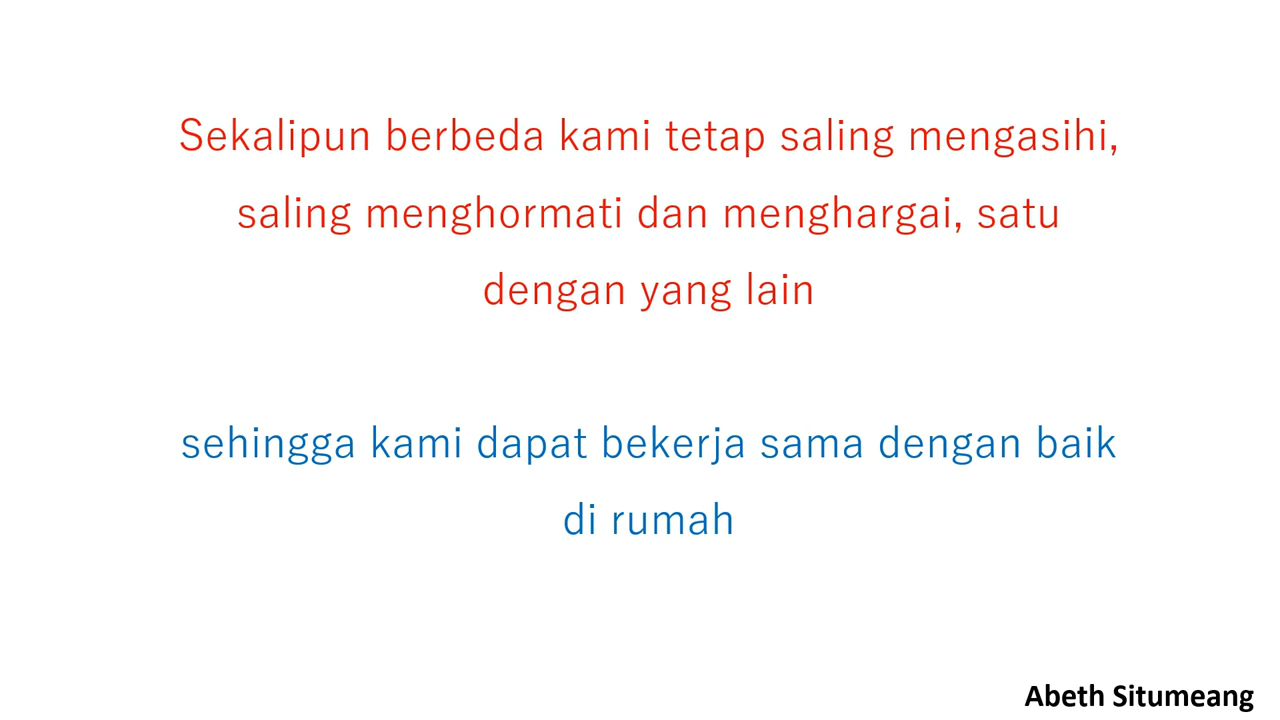 Sekalipun berbeda kami tetap saling mengasihi,
saling menghormati dan menghargai, satu
dengan yang lain
sehingga kami dapat bekerja sama dengan baik
di rumah
Abeth Situmeang